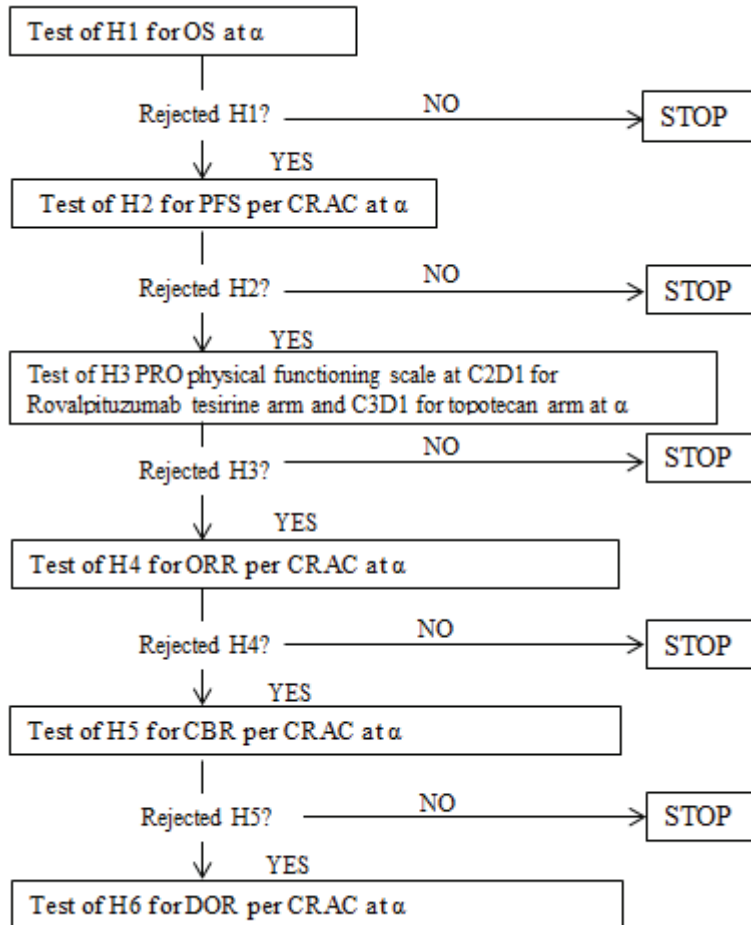 Test of H1 for OS at α
Rejected H1?
NO
STOP
YES
Test of H2 for PFS per CRAC at α
Rejected H2?
NO
STOP
YES
Test of H3 PRO physical functioning scale at C2D1 for
Rovalpituzumab tesirine arm and C3D1 for topotecan arm at α
Rejected H3?
NO
STOP
YES
Test of H4 for ORR per CRAC at α
Rejected H4?
NO
STOP
YES
Test of H5 for CBR per CRAC at α
Rejected H5?
NO
STOP
YES
Test of H6 for DOR per CRAC at α